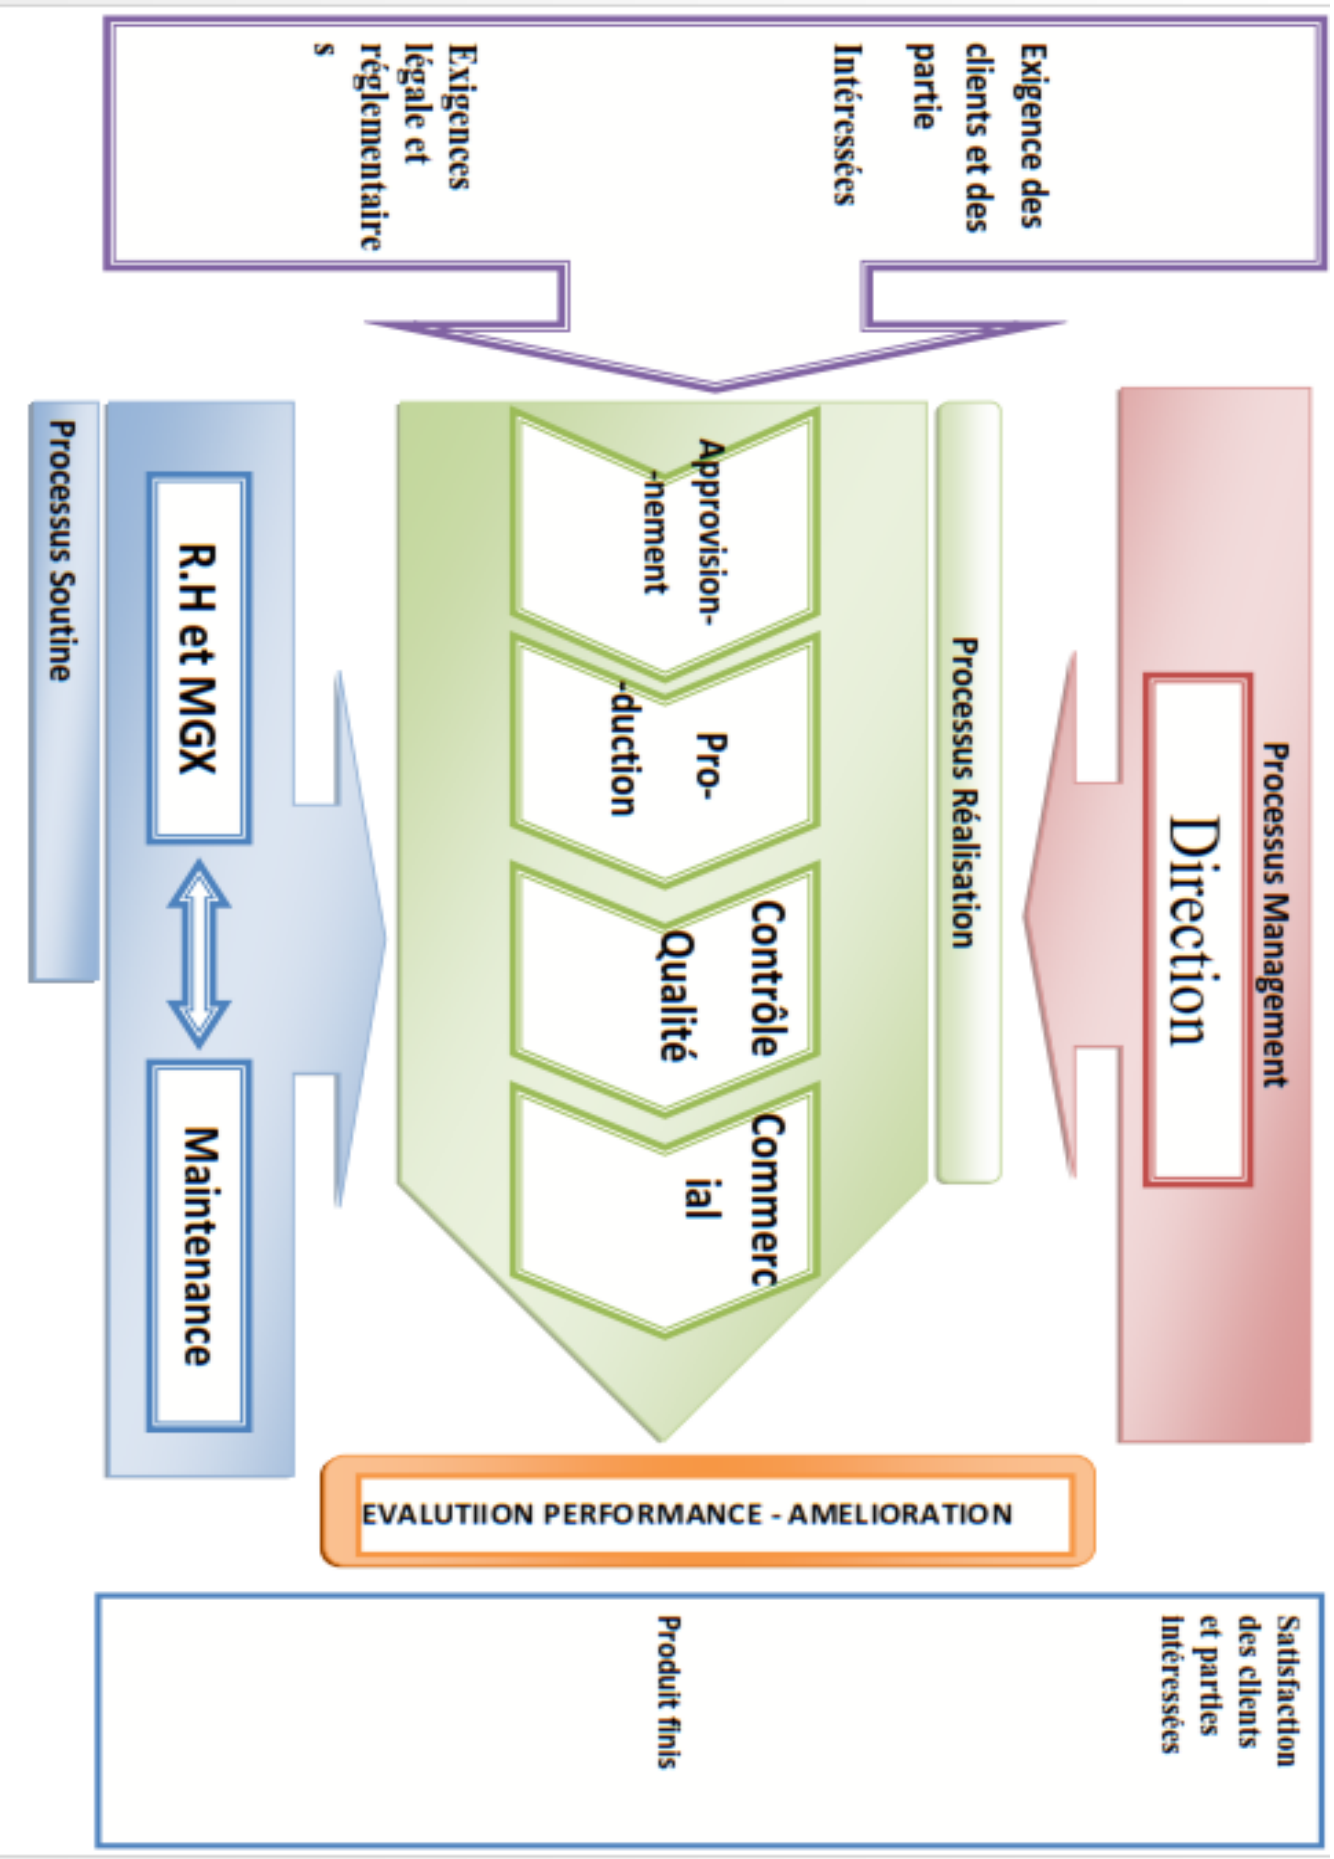 Processus Management
Direction
Exigence des
clients et des
partie
Intéressées
Exigences
légale et
réglementaire
s
Processus Réalisation
Approvision-
-nement
Pro-
-duction
Contrôle
Qualité
Commerc
ial
R.H et MGX
Maintenance
Processus Soutine
EVALUTIION PERFORMANCE - AMELIORATION
Satisfaction
des clients
et parties
intéressées
Produit finis